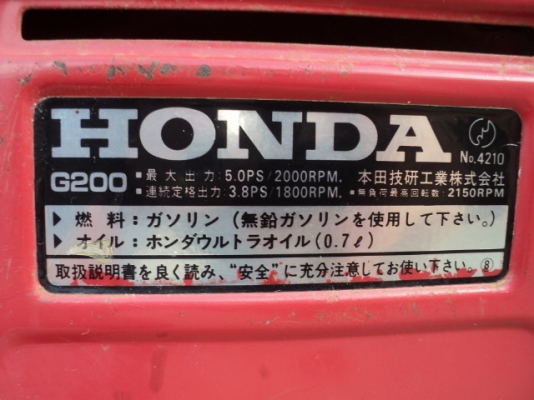 HONDA
No.4210
G200 ■最大出力:5.0PS/2000RPM. 本田技研工業株式会社
■連続定格出力:3.8PS/1800RPM. ■無負荷最高回転数:2150RPM
▶燃料:ガソリン(無鉛ガソリンを使用して下さい。)
▶オイル:ホンダウルトラオイル(0.7ℓ)
取扱説明書を良く読み、“安全”に充分注意してお使い下さい。⑧